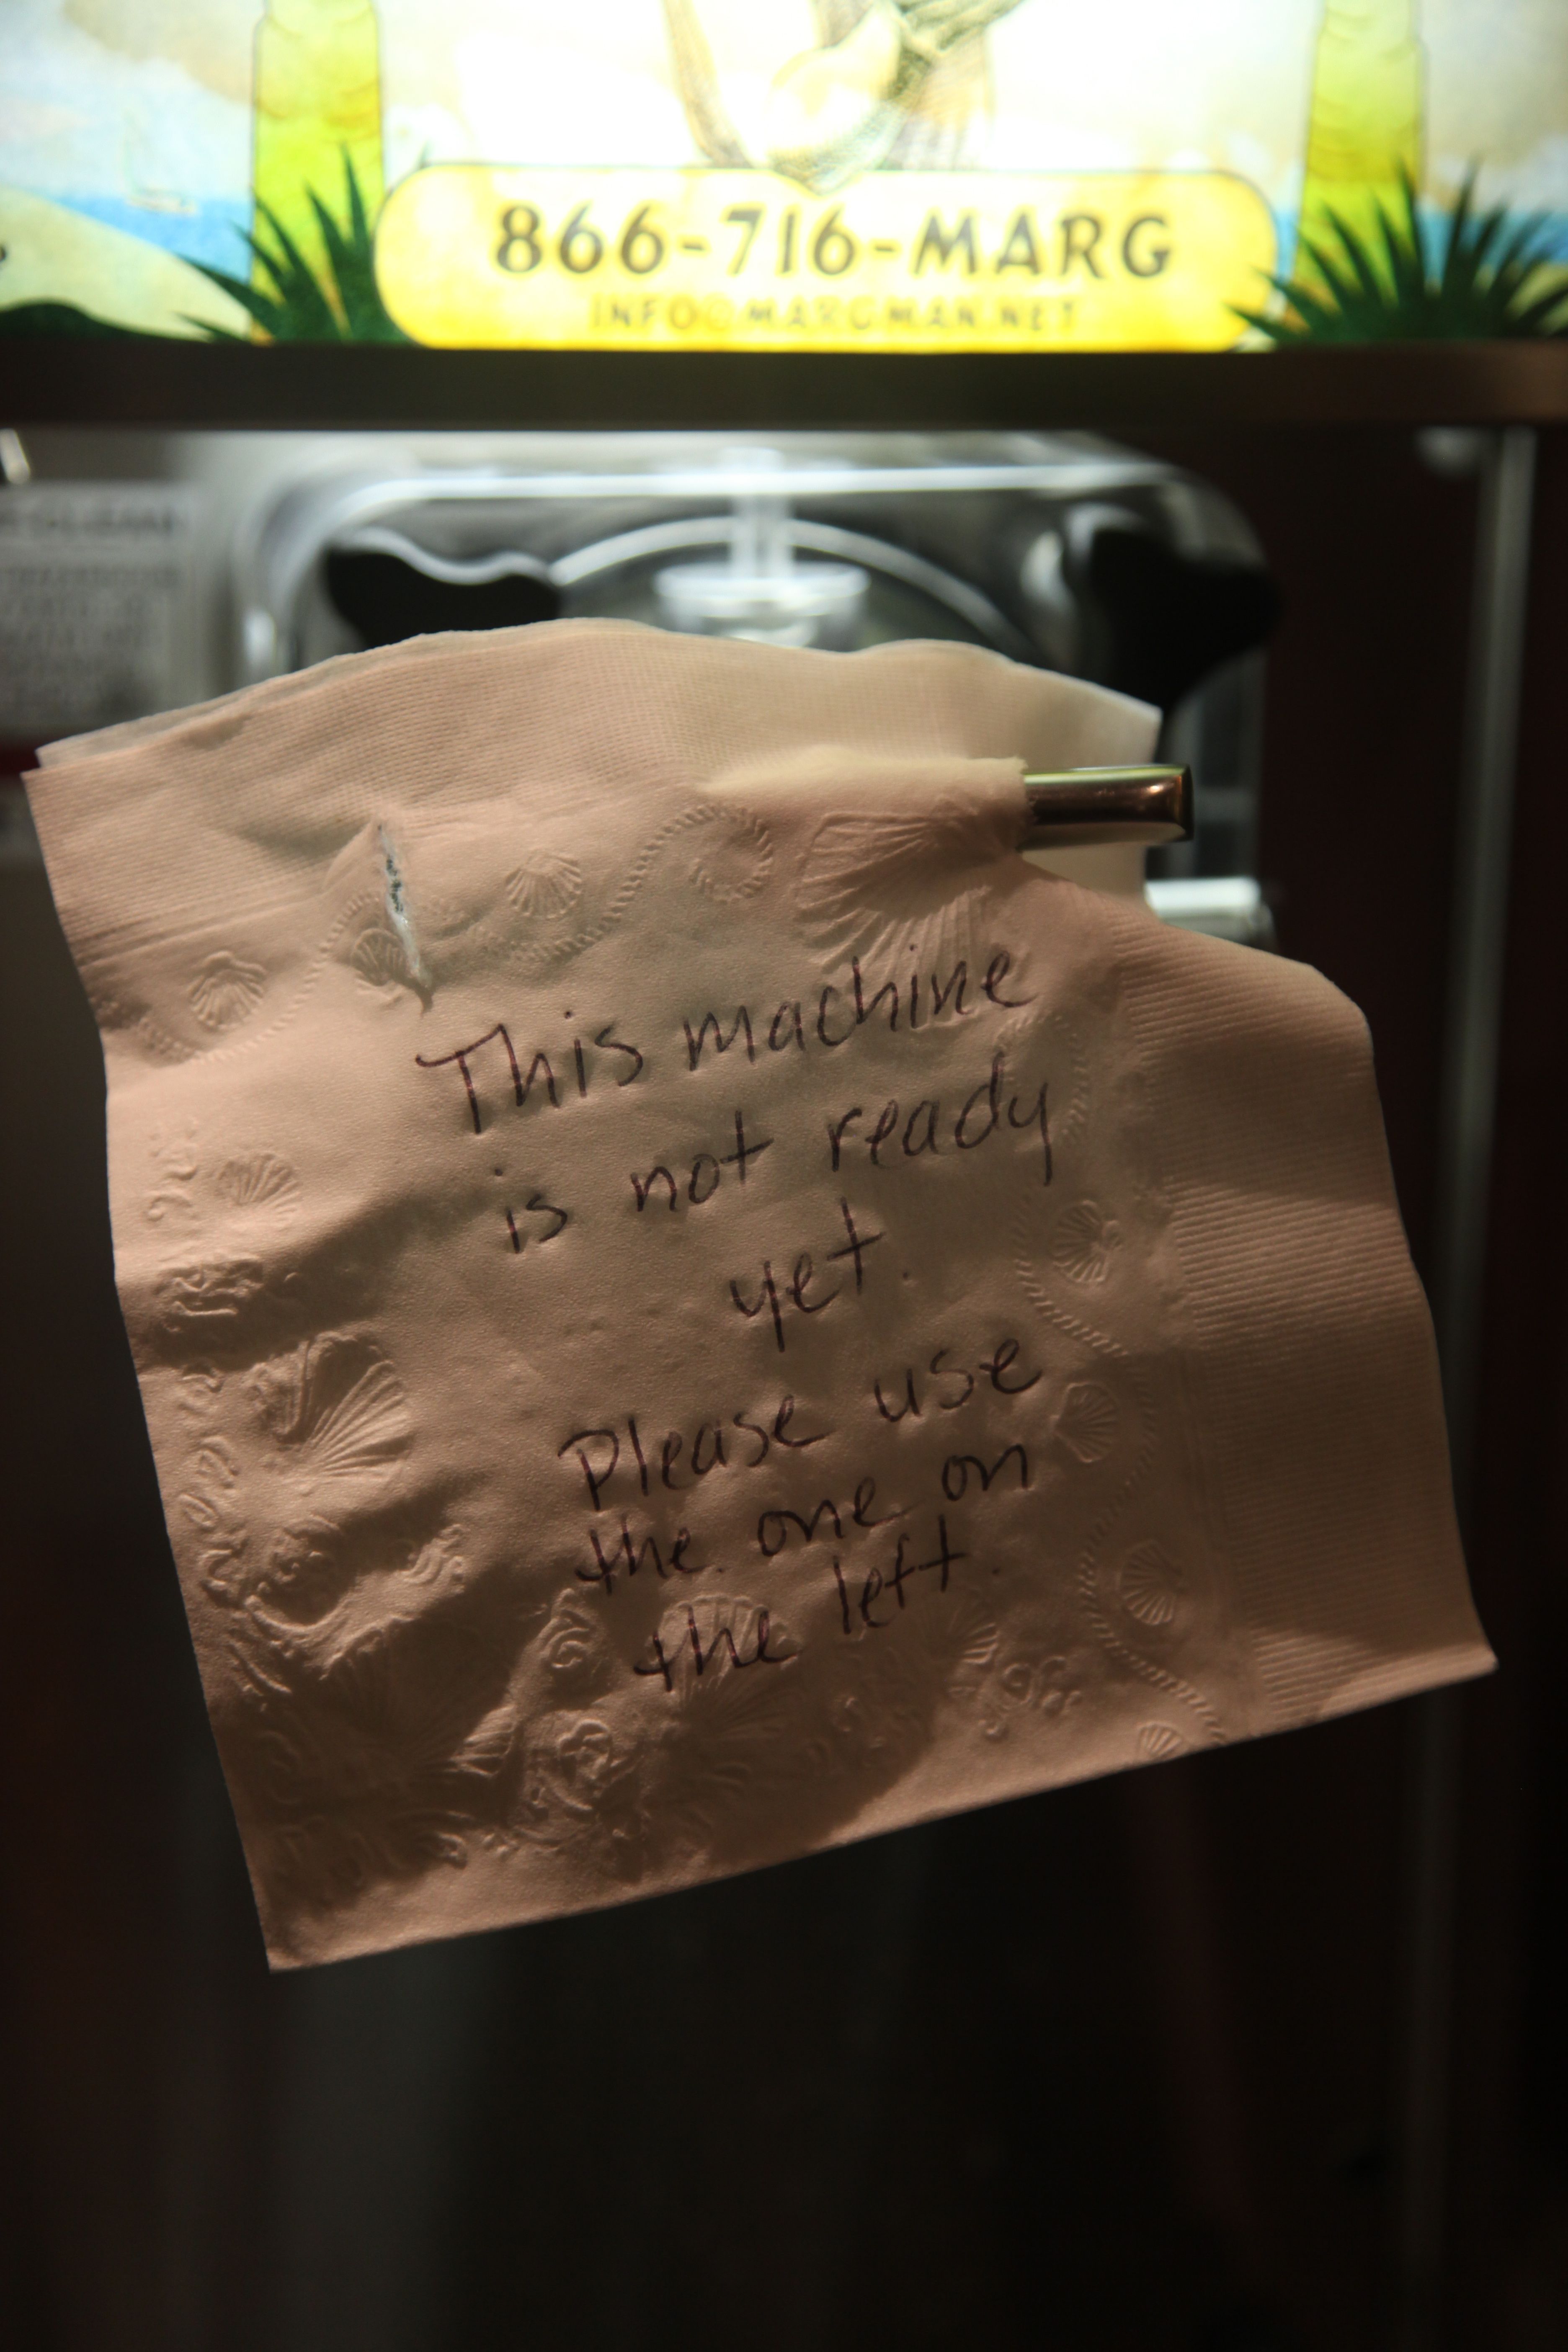 866-716-MARG
INFO@MARGMAN.NET
This machine
is not ready
yet.
Please use
the one on
the left.